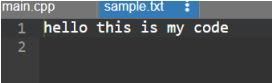 main.cpp sample.txt
1 hello this is my code
2